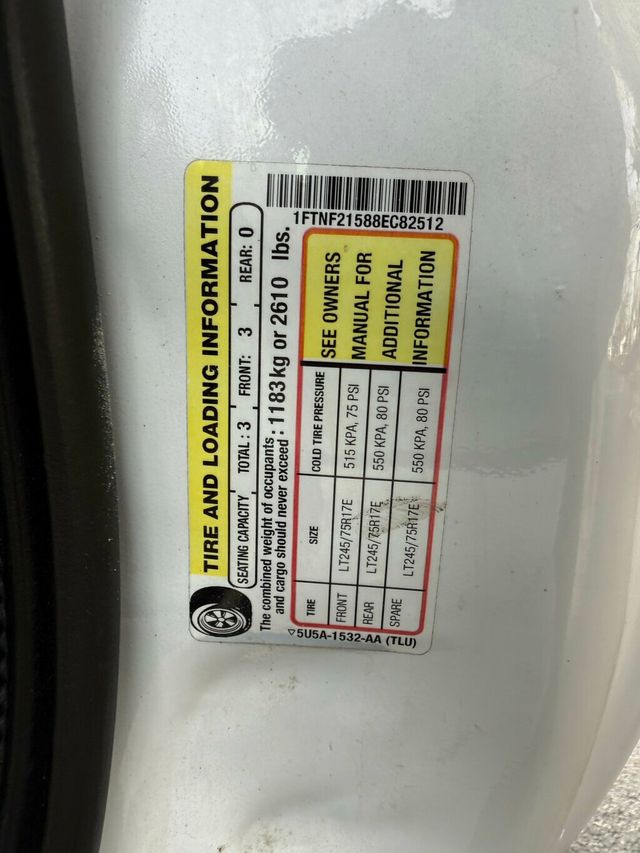 TIRE AND LOADING INFORMATION
SEATING CAPACITY TOTAL : 3 FRONT: 3 REAR: 0
The combined weight of occupants
and cargo should never exceed : 1183 kg or 2610 lbs.
TIRE SIZE COLD TIRE PRESSURE
FRONT LT245/75R17E 515 KPA, 75 PSI
REAR LT245/75R17E 550 KPA, 80 PSI
SPARE LT245/75R17E 550 KPA, 80 PSI
SEE OWNERS
MANUAL FOR
ADDITIONAL
INFORMATION
5U5A-1532-AA (TLU)
1FTNF21588EC82512